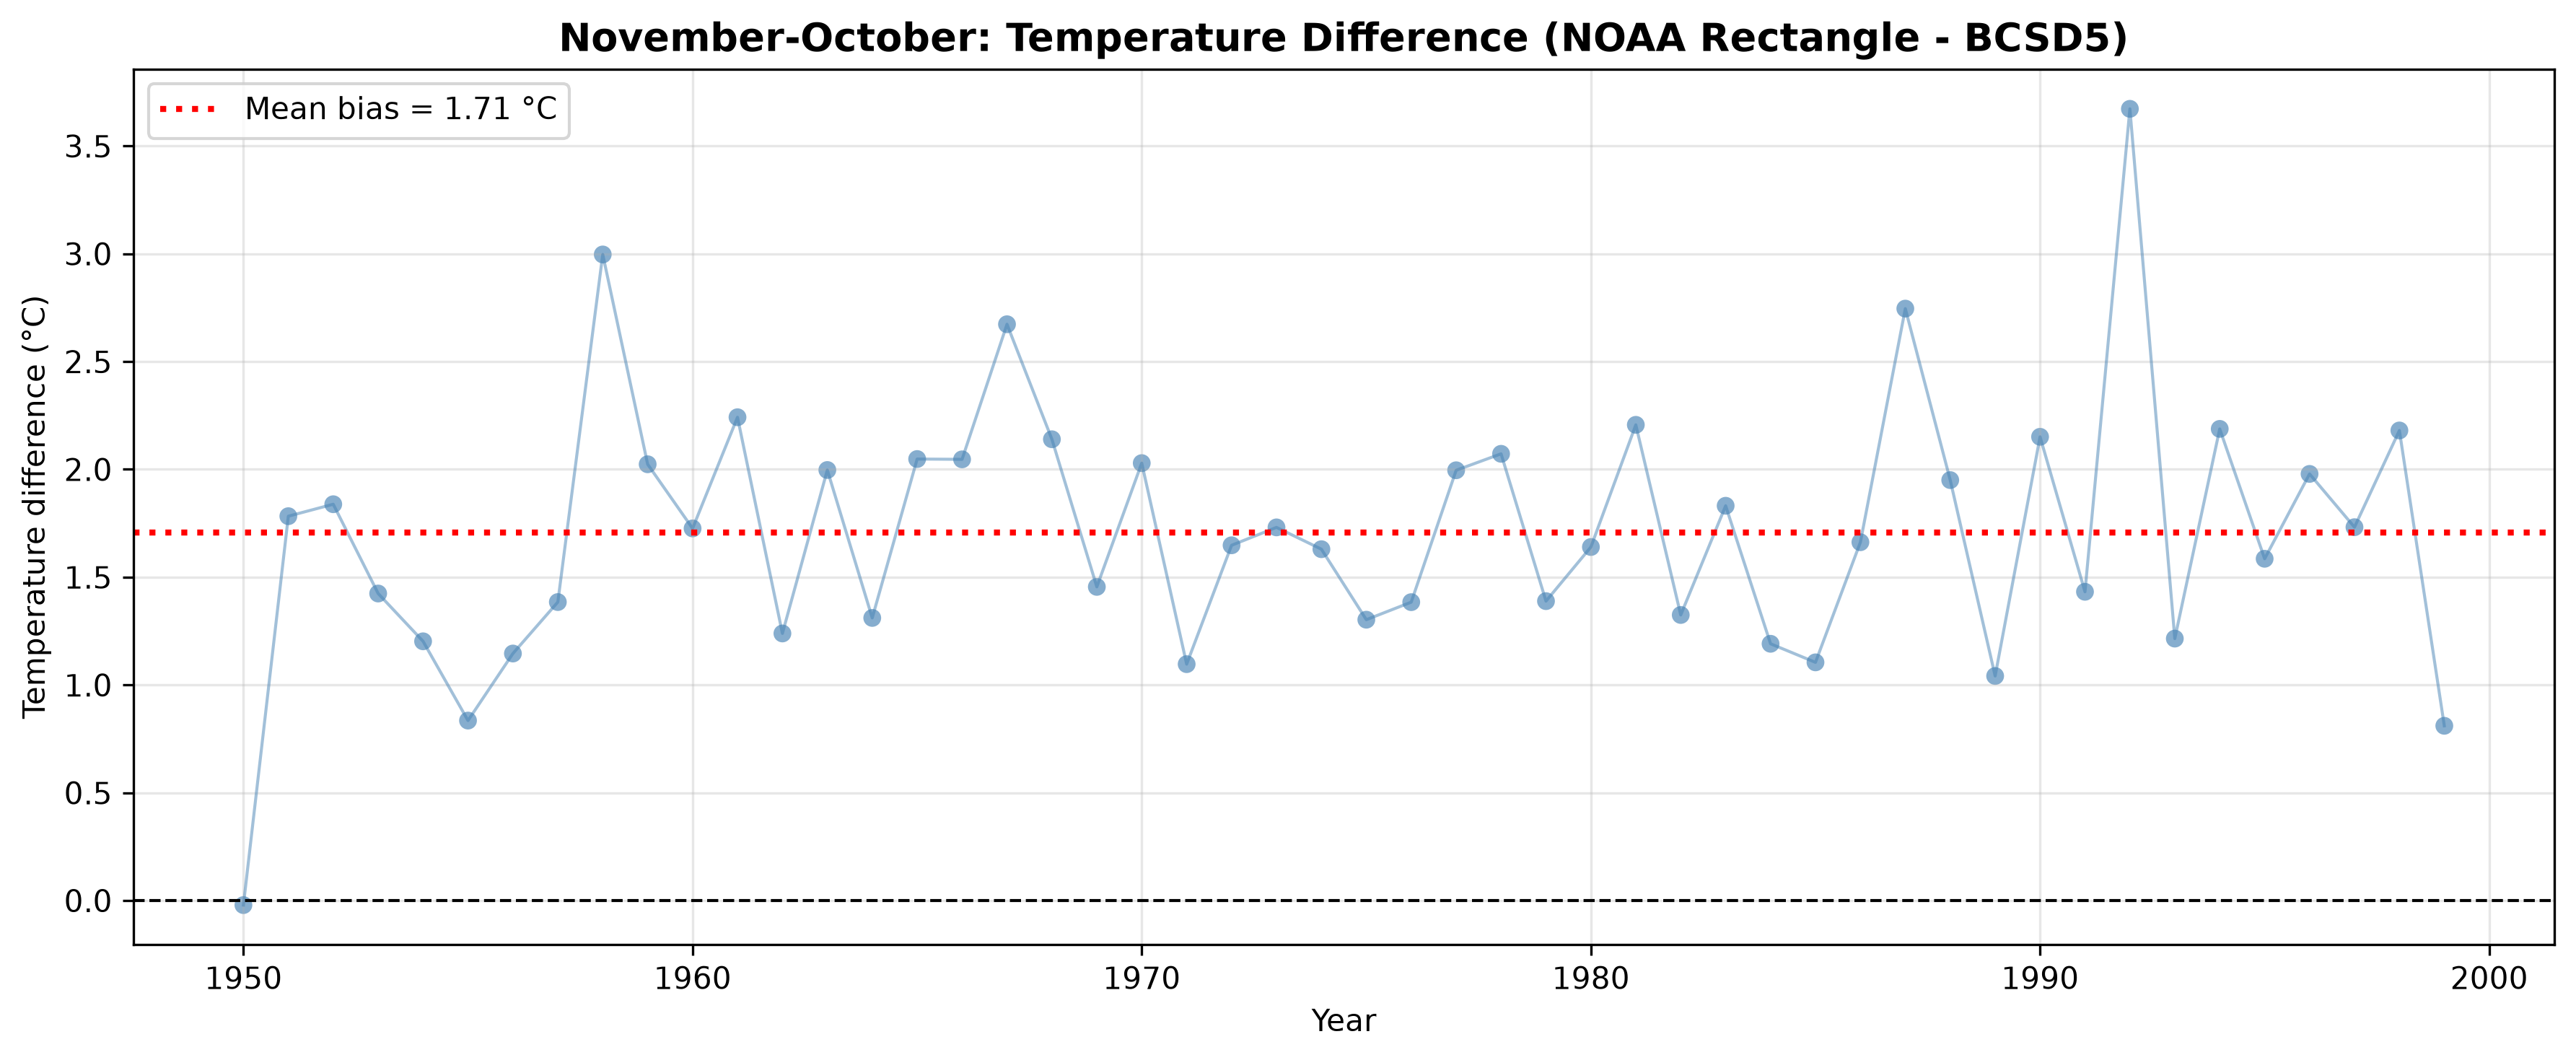 November-October: Temperature Difference (NOAA Rectangle - BCSD5)
Mean bias = 1.71 °C
Temperature difference (°C)
3.5
3.0
2.5
2.0
1.5
1.0
0.5
0.0
1950 1960 1970 1980 1990 2000
Year